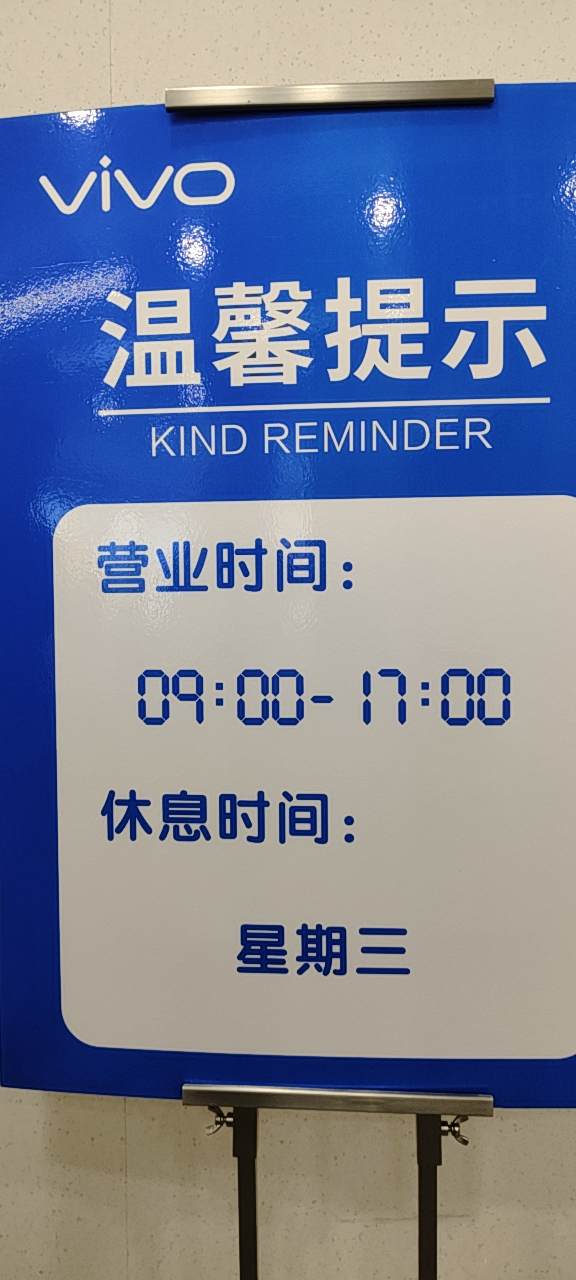 vivo
温馨提示
KIND REMINDER
营业时间：
09:00-17:00
休息时间：
星期三